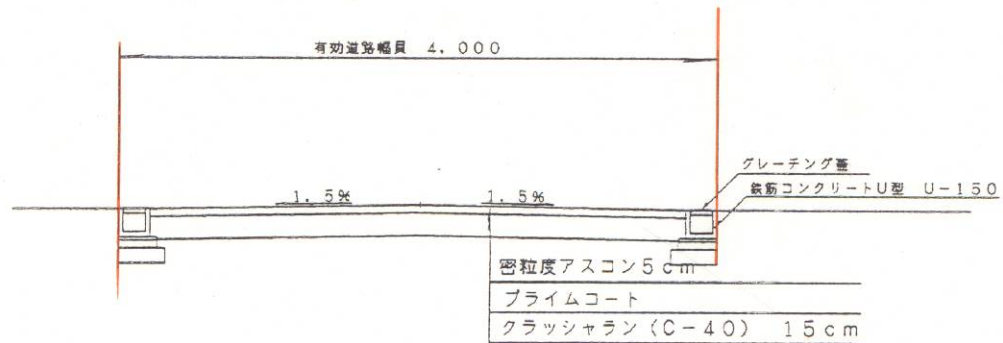 有効道路幅員 4.000
グレーチング蓋
鉄筋コンクリートU型 U-150
1.5% 1.5%
密粒度アスコン5cm
プライムコート
クラッシャラン(C-40) 15cm